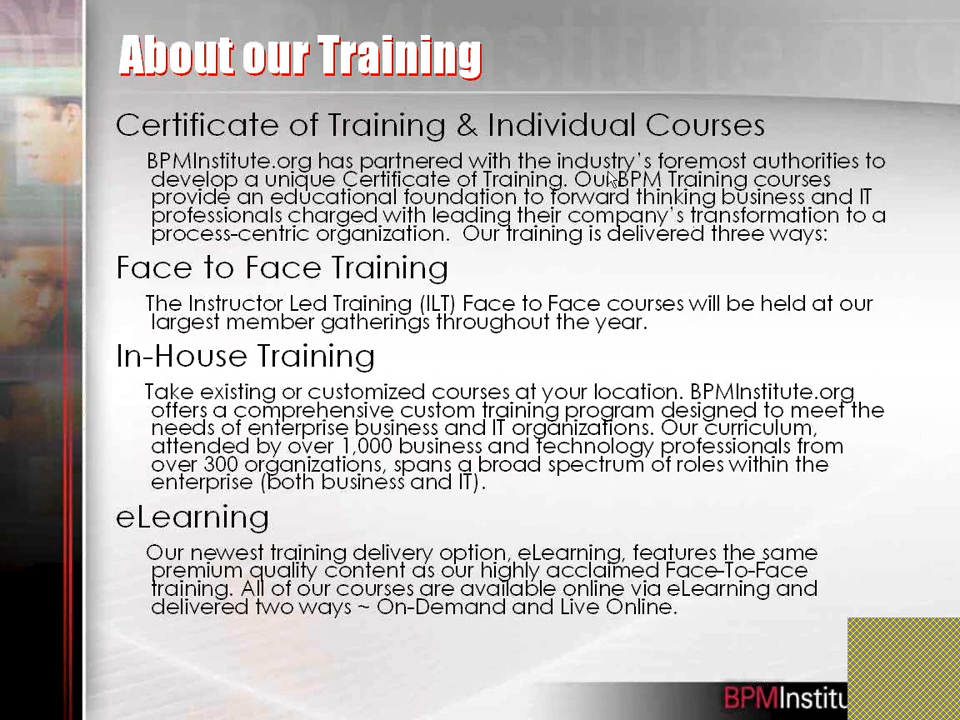 About our Training
Certificate of Training & Individual Courses
BPMInstitute.org has partnered with the industry's foremost authorities to
develop a unique Certificate of Training. Our BPM Training courses
provide an educational foundation to forward thinking business and IT
professionals charged with leading their company's transformation to a
process-centric organization.  Our training is delivered three ways:
Face to Face Training
The Instructor Led Training (ILT) Face to Face courses will be held at our
largest member gatherings throughout the year.
In-House Training
Take existing or customized courses at your location. BPMInstitute.org
offers a comprehensive custom training program designed to meet the
needs of enterprise business and IT organizations. Our curriculum,
attended by over 1,000 business and technology professionals from
over 300 organizations, spans a broad spectrum of roles within the
enterprise (both business and IT).
eLearning
Our newest training delivery option, eLearning, features the same
premium quality content as our highly acclaimed Face-To-Face
training. All of our courses are available online via eLearning and
delivered two ways ~ On-Demand and Live Online.